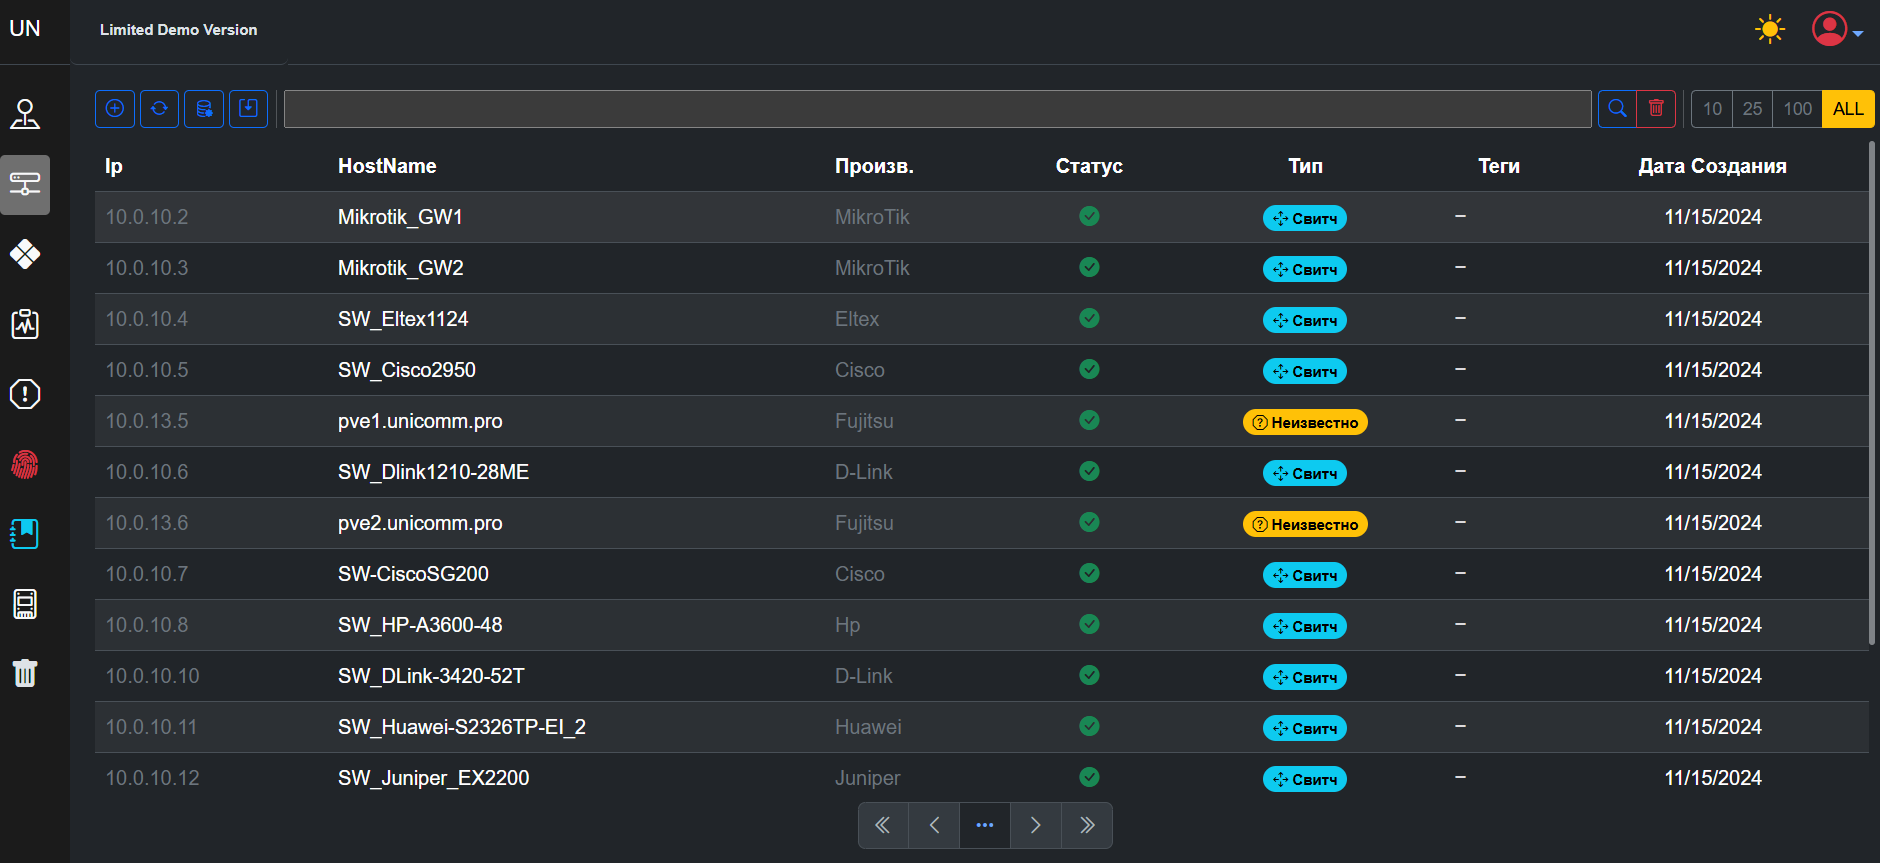 UN
Limited Demo Version
10 25 100 ALL
Ip HostName Произв. Статус Тип Теги Дата Создания
10.0.10.2 Mikrotik_GW1 MikroTik Свитч – 11/15/2024
10.0.10.3 Mikrotik_GW2 MikroTik Свитч – 11/15/2024
10.0.10.4 SW_Eltex1124 Eltex Свитч – 11/15/2024
10.0.10.5 SW_Cisco2950 Cisco Свитч – 11/15/2024
10.0.13.5 pve1.unicomm.pro Fujitsu Неизвестно – 11/15/2024
10.0.10.6 SW_Dlink1210-28ME D-Link Свитч – 11/15/2024
10.0.13.6 pve2.unicomm.pro Fujitsu Неизвестно – 11/15/2024
10.0.10.7 SW-CiscoSG200 Cisco Свитч – 11/15/2024
10.0.10.8 SW_HP-A3600-48 Hp Свитч – 11/15/2024
10.0.10.10 SW_DLink-3420-52T D-Link Свитч – 11/15/2024
10.0.10.11 SW_Huawei-S2326TP-EI_2 Huawei Свитч – 11/15/2024
10.0.10.12 SW_Juniper_EX2200 Juniper Свитч – 11/15/2024